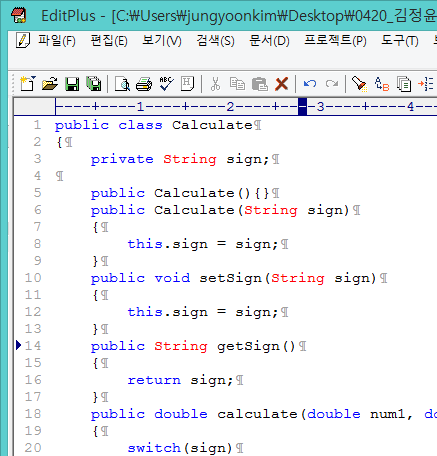 EditPlus - [C:₩Users₩jungyoonkim₩Desktop₩0420_김정윤
파일(F) 편집(E) 보기(V) 검색(S) 문서(D) 프로젝트(P) 도구(T)
----+----1----+----2----+----3----+----4----
1 public class Calculate¶
2 {¶
3 private String sign;¶
4 ¶
5 public Calculate(){}¶
6 public Calculate(String sign)¶
7 {¶
8 this.sign = sign;¶
9 }¶
10 public void setSign(String sign)¶
11 {¶
12 this.sign = sign;¶
13 }¶
14 public String getSign()¶
15 {¶
16 return sign;¶
17 }¶
18 public double calculate(double num1, do
19 {¶
20 switch(sign)¶